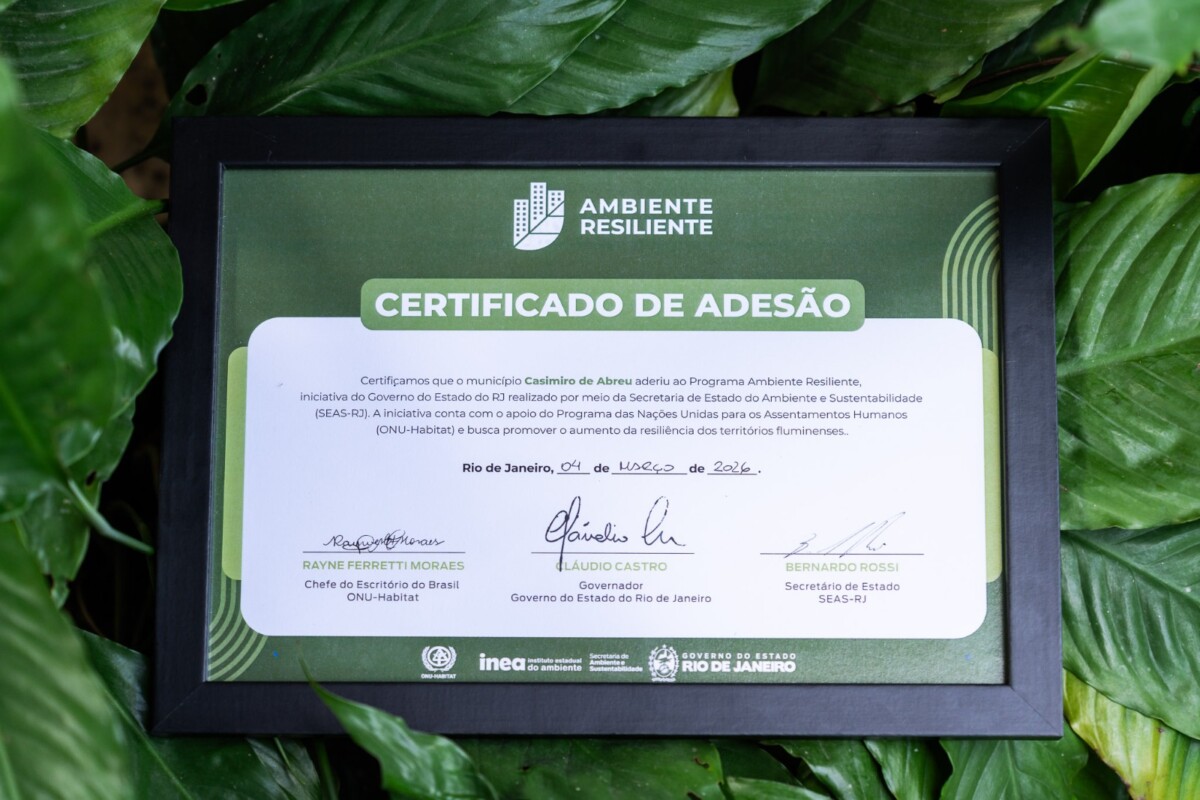 AMBIENTE
RESILIENTE
CERTIFICADO DE ADESÃO
Certificamos que o município Casimiro de Abreu aderiu ao Programa Ambiente Resiliente,
iniciativa do Governo do Estado do RJ realizado por meio da Secretaria de Estado do Ambiente e Sustentabilidade
(SEAS-RJ). A iniciativa conta com o apoio do Programa das Nações Unidas para os Assentamentos Humanos
(ONU-Habitat) e busca promover o aumento da resiliência dos territórios fluminenses..
Rio de Janeiro, 04 de MARÇO de 2026.
RAYNE FERRETTI MORAES
Chefe do Escritório do Brasil
ONU-Habitat
CLÁUDIO CASTRO
Governador
Governo do Estado do Rio de Janeiro
BERNARDO ROSSI
Secretário de Estado
SEAS-RJ
ONU-HABITAT
inea instituto estadual
do ambiente
Secretaria de
Ambiente e
Sustentabilidade
GOVERNO DO ESTADO
RIO DE JANEIRO